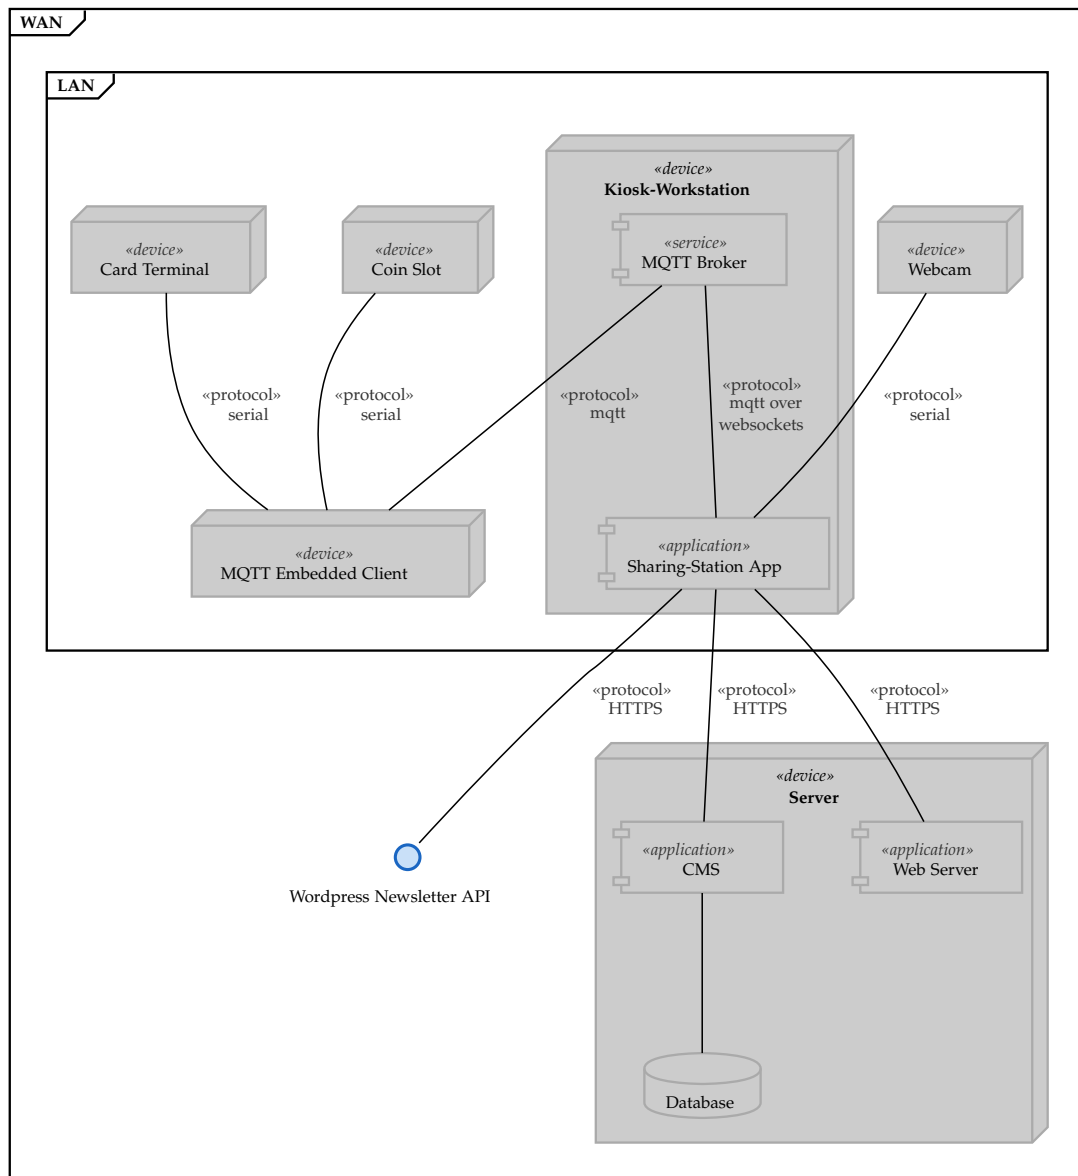 WAN
LAN
«device»
Kiosk-Workstation
«device»
Card Terminal
«device»
Coin Slot
«service»
MQTT Broker
«device»
Webcam
«protocol»
serial
«protocol»
serial
«protocol»
mqtt
«protocol»
mqtt over
websockets
«protocol»
serial
«device»
MQTT Embedded Client
«application»
Sharing-Station App
«protocol»
HTTPS
«protocol»
HTTPS
«protocol»
HTTPS
«device»
Server
«application»
CMS
«application»
Web Server
Wordpress Newsletter API
Database